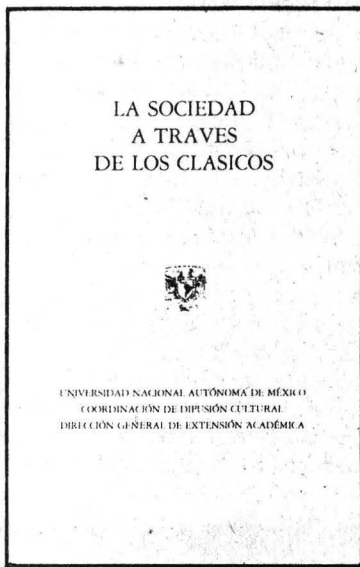 LA SOCIEDAD
A TRAVES
DE LOS CLASICOS
UNIVERSIDAD NACIONAL AUTÓNOMA DE MÉXICO
COORDINACIÓN DE DIFUSIÓN CULTURAL
DIRECCIÓN GENERAL DE EXTENSIÓN ACADÉMICA